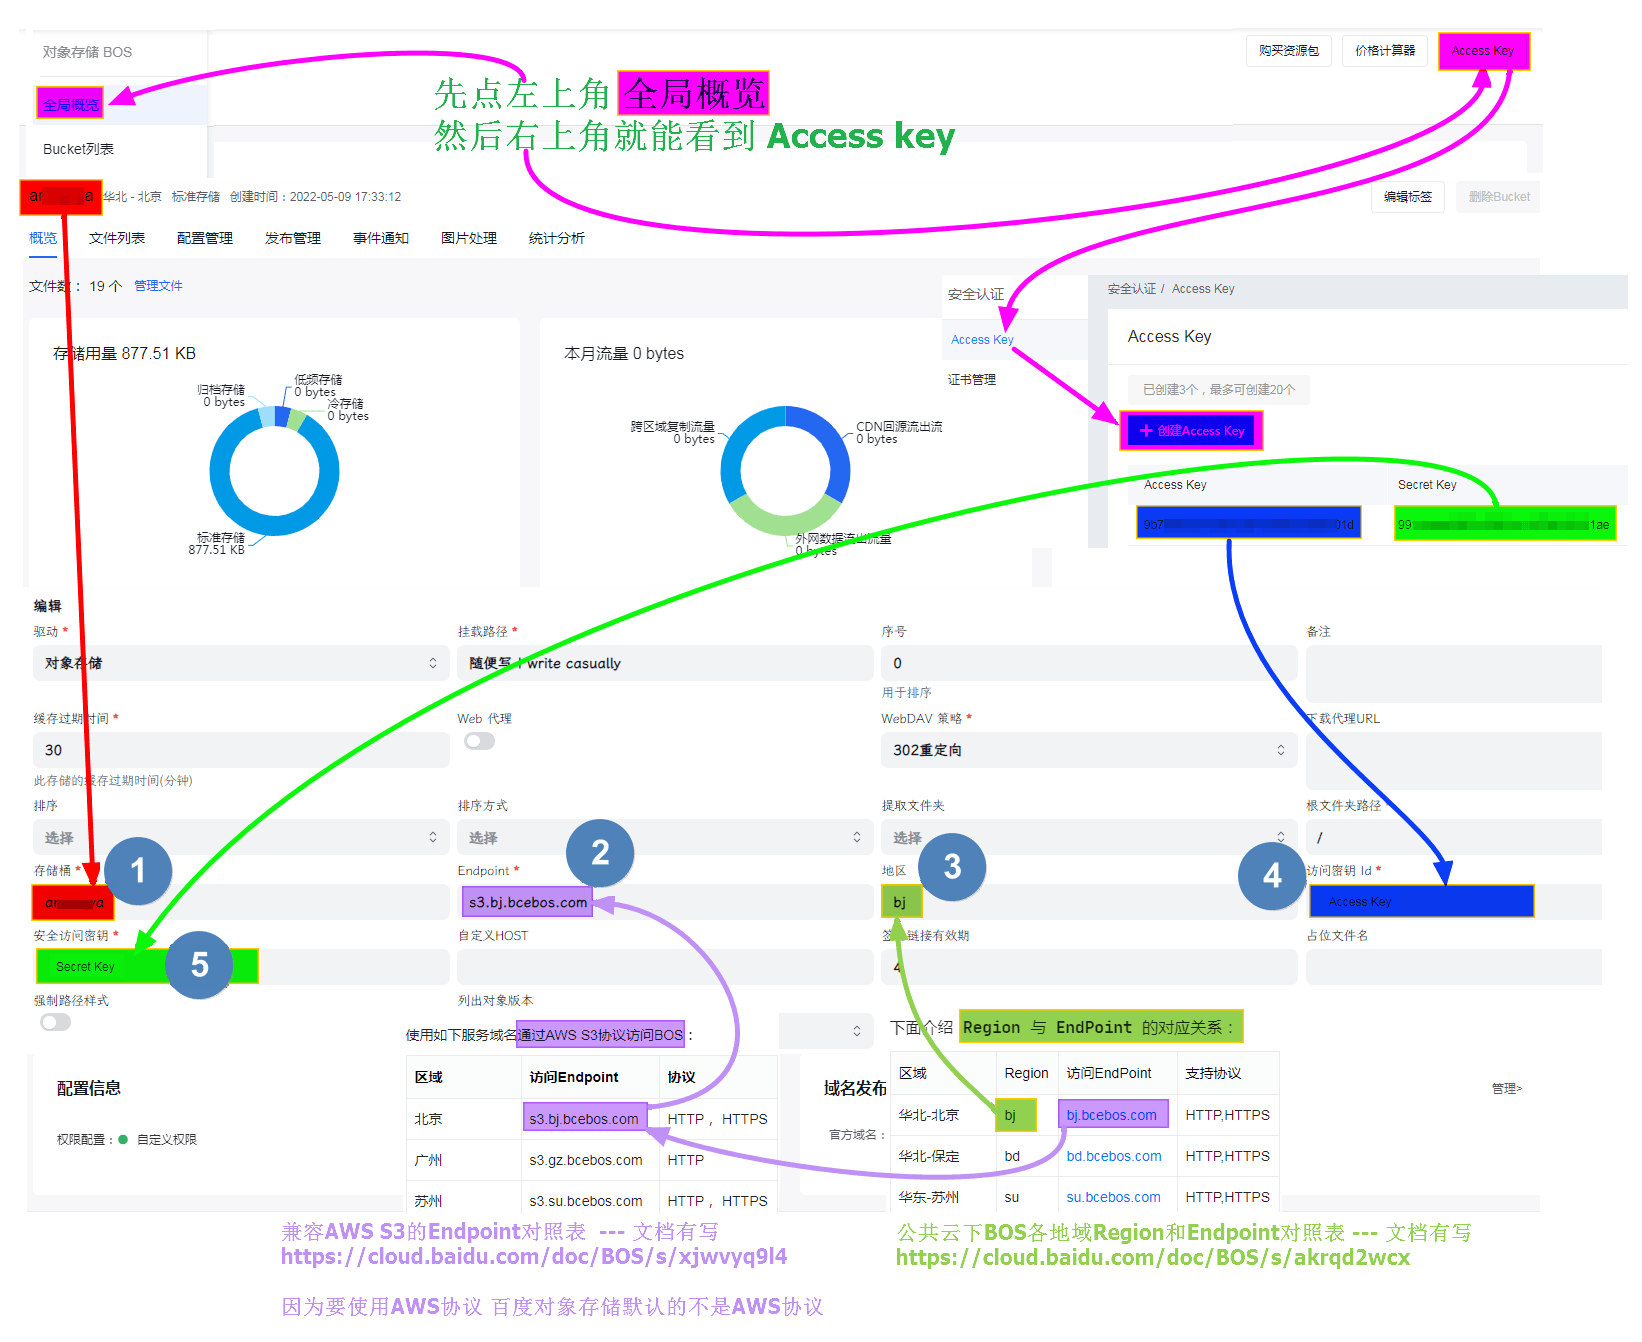 对象存储 BOS
购买资源包
价格计算器
Access Key
全局概览
先点左上角 全局概览
然后右上角就能看到 Access key
Bucket列表
华北 - 北京 标准存储 创建时间：2022-05-09 17:33:12
编辑标签
删除Bucket
概览
文件列表
配置管理
发布管理
事件通知
图片处理
统计分析
文件数： 19 个 管理文件
安全认证
安全认证 / Access Key
Access Key
Access Key
证书管理
已创建3个，最多可创建20个
创建Access Key
Access Key
Secret Key
9b7
01d
99
1ae
存储用量 877.51 KB
归档存储
0 bytes
低频存储
0 bytes
冷存储
0 bytes
标准存储
877.51 KB
本月流量 0 bytes
跨区域复制流量
0 bytes
CDN回源流出流
0 bytes
外网数据流出流量
0 bytes
编辑
驱动 *
挂载路径 *
序号
备注
对象存储
随便写 / write casually
0
用于排序
缓存过期时间 *
Web 代理
WebDAV 策略 *
下载代理URL
30
302重定向
此存储的缓存过期时间(分钟)
排序
排序方式
提取文件夹
根文件夹路径 *
选择
选择
选择
/
存储桶 *
1
Endpoint *
2
地区
3
4
访问密钥 Id *
s3.bj.bcebos.com
bj
Access Key
安全访问密钥 *
自定义HOST
链接有效期
占位文件名
Secret Key
5
4
强制路径样式
列出对象版本
使用如下服务域名通过AWS S3协议访问BOS：
区域 访问Endpoint 协议
北京 s3.bj.bcebos.com HTTP ，HTTPS
广州 s3.gz.bcebos.com HTTP
苏州 s3.su.bcebos.com HTTP ，HTTPS
下面介绍 Region 与 EndPoint 的对应关系：
区域 Region 访问EndPoint 支持协议
华北-北京 bj bj.bcebos.com HTTP,HTTPS
华北-保定 bd bd.bcebos.com HTTP,HTTPS
华东-苏州 su su.bcebos.com HTTP,HTTPS
配置信息
权限配置： 自定义权限
域名发布
官方域名：
管理>
兼容AWS S3的Endpoint对照表 --- 文档有写
https://cloud.baidu.com/doc/BOS/s/xjwvyq9l4
因为要使用AWS协议 百度对象存储默认的不是AWS协议
公共云下BOS各地域Region和Endpoint对照表 --- 文档有写
https://cloud.baidu.com/doc/BOS/s/akrqd2wcx